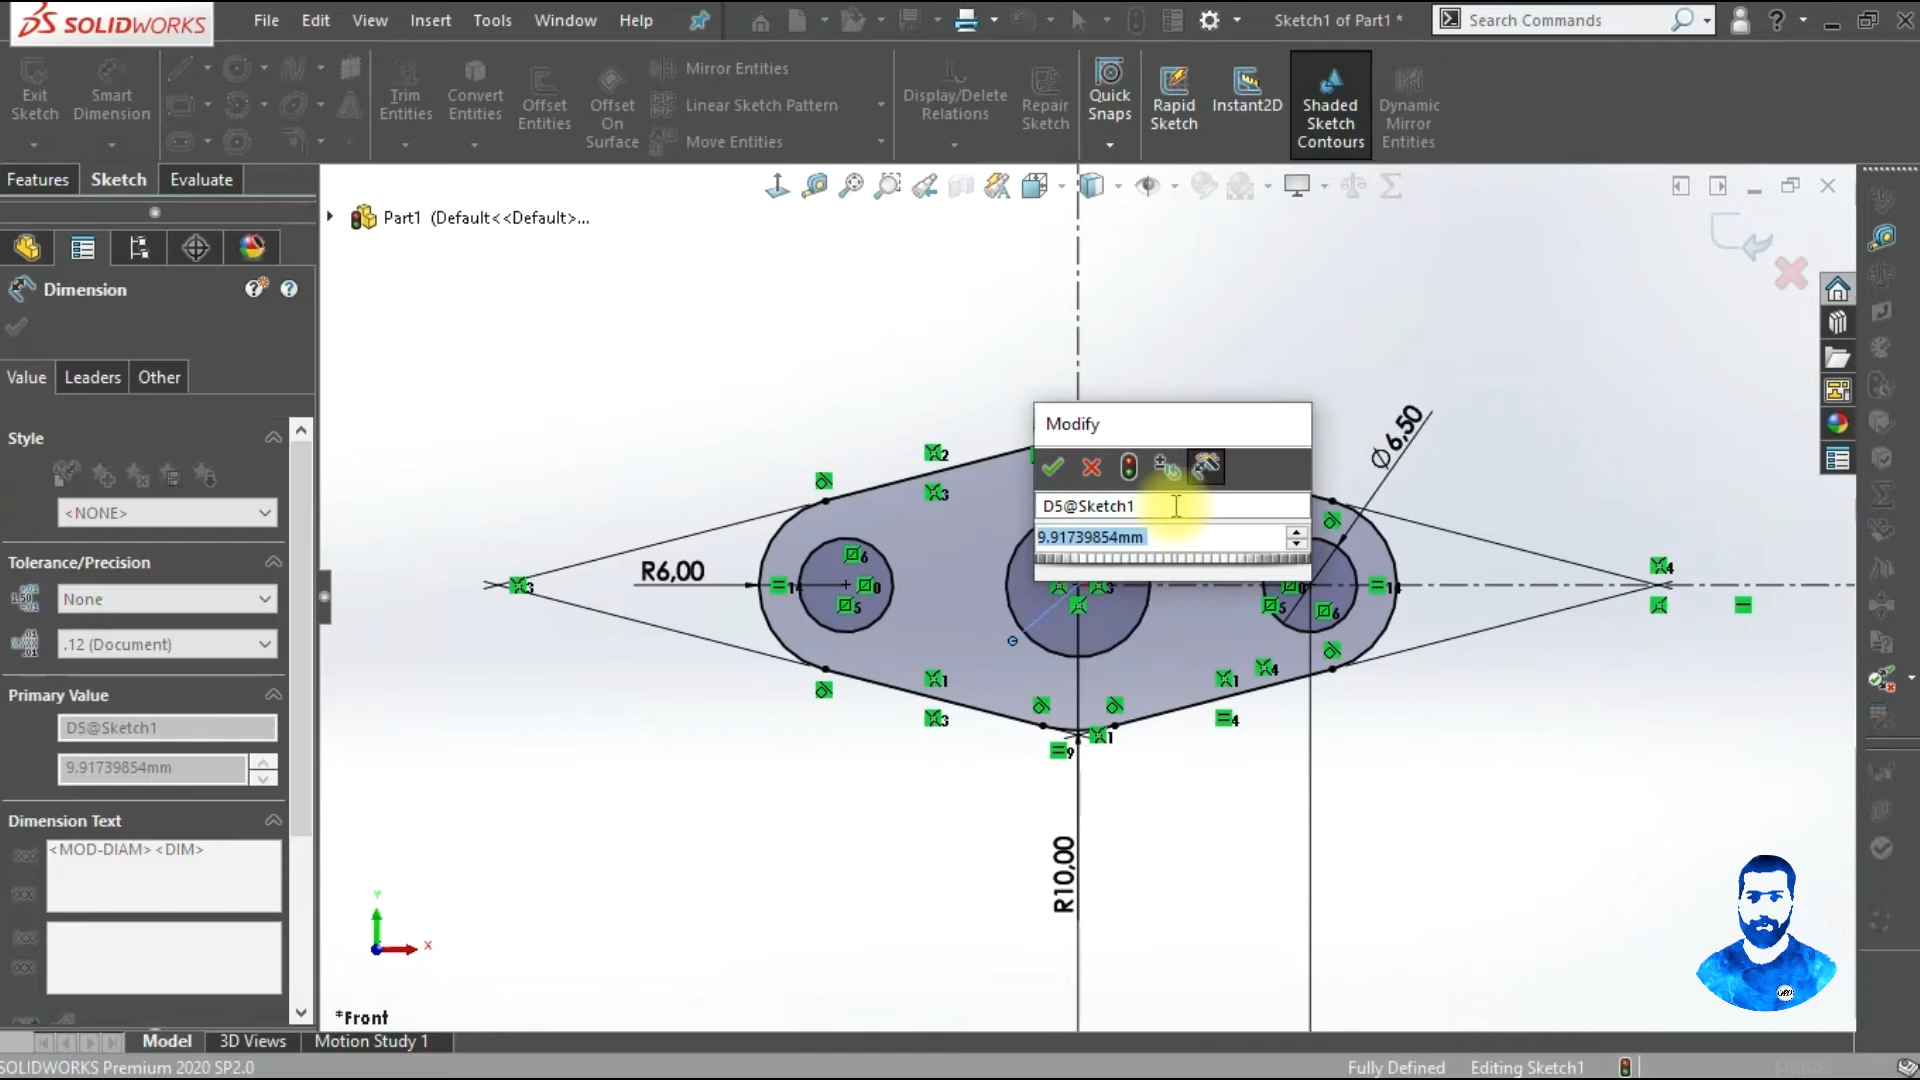 SOLIDWORKS File Edit View Insert Tools Window Help Sketch1 of Part1 * Search Commands
Exit Sketch
Smart Dimension
Trim Entities
Convert Entities
Offset Entities
Offset On Surface
Mirror Entities
Linear Sketch Pattern
Move Entities
Display/Delete Relations
Repair Sketch
Quick Snaps
Rapid Sketch
Instant2D
Shaded Sketch Contours
Dynamic Mirror Entities
Features Sketch Evaluate
Part1 (Default<<Default>...
Dimension
Value Leaders Other
Style
<NONE>
Tolerance/Precision
None
.12 (Document)
Primary Value
D5@Sketch1
9.91739854mm
Dimension Text
<MOD-DIAM><DIM>
Modify
D5@Sketch1
9.91739854mm
Ø6,50
R6,00
R10,00
Y
X
*Front
Model 3D Views Motion Study 1
SOLIDWORKS Premium 2020 SP2.0 Fully Defined Editing Sketch1